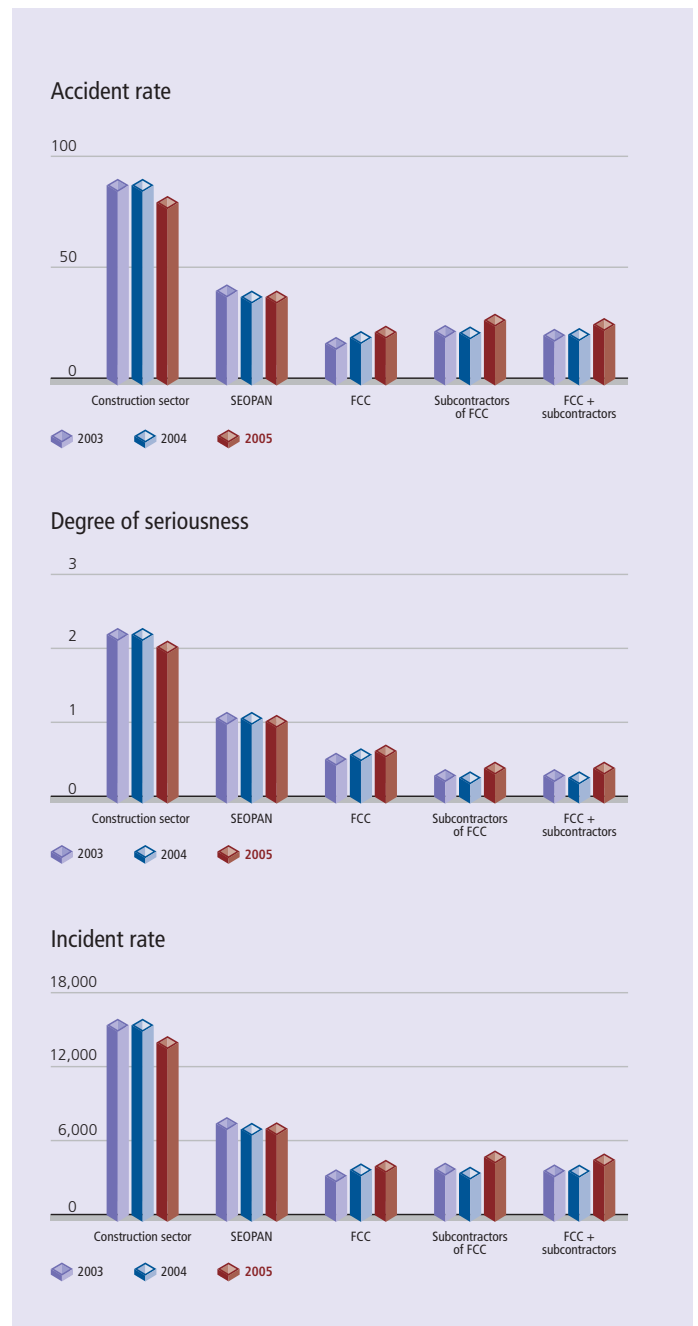 Accident rate
100
50
0
Construction sector SEOPAN FCC Subcontractors of FCC FCC + subcontractors
2003 2004 2005
Degree of seriousness
3
2
1
0
Construction sector SEOPAN FCC Subcontractors of FCC FCC + subcontractors
2003 2004 2005
Incident rate
18,000
12,000
6,000
0
Construction sector SEOPAN FCC Subcontractors of FCC FCC + subcontractors
2003 2004 2005